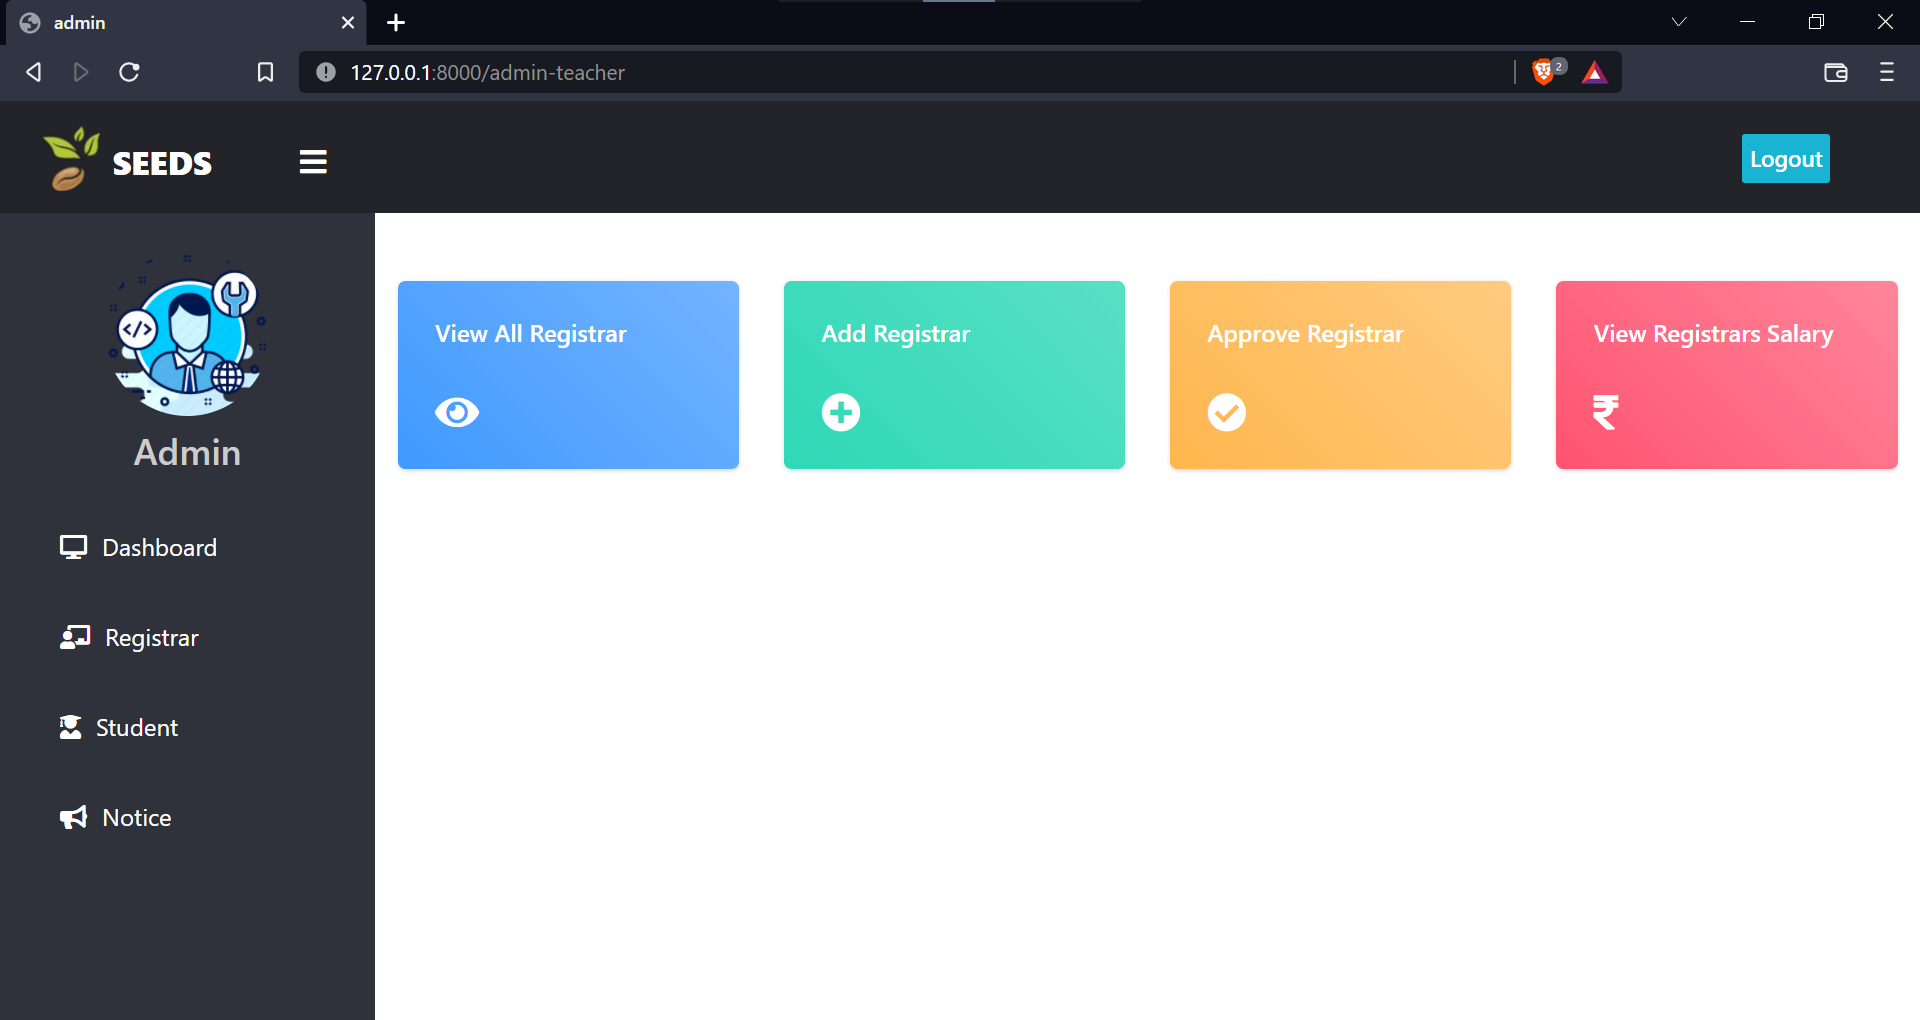 admin
127.0.0.1:8000/admin-teacher
2
SEEDS
Logout
Admin
Dashboard
Registrar
Student
Notice
View All Registrar
Add Registrar
Approve Registrar
View Registrars Salary